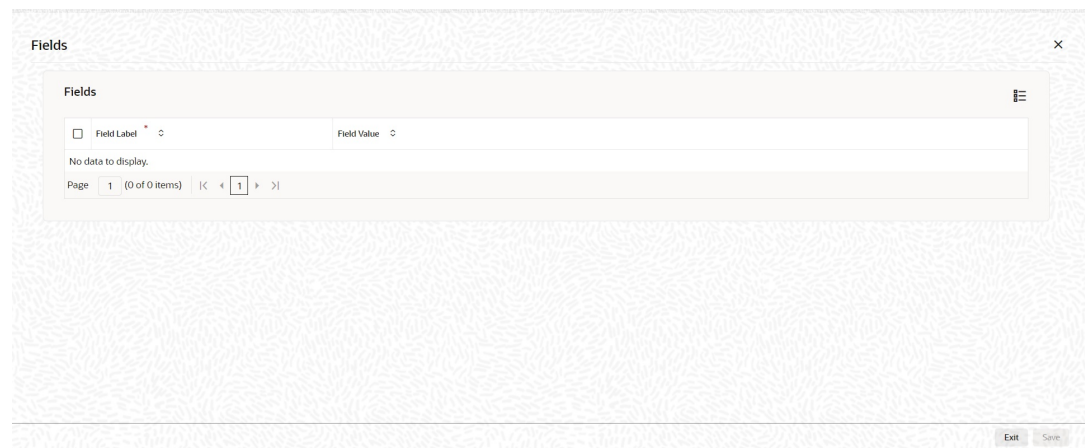 Fields
Fields
Field Label * Field Value
No data to display.
Page 1 (0 of 0 items) 1
Exit Save